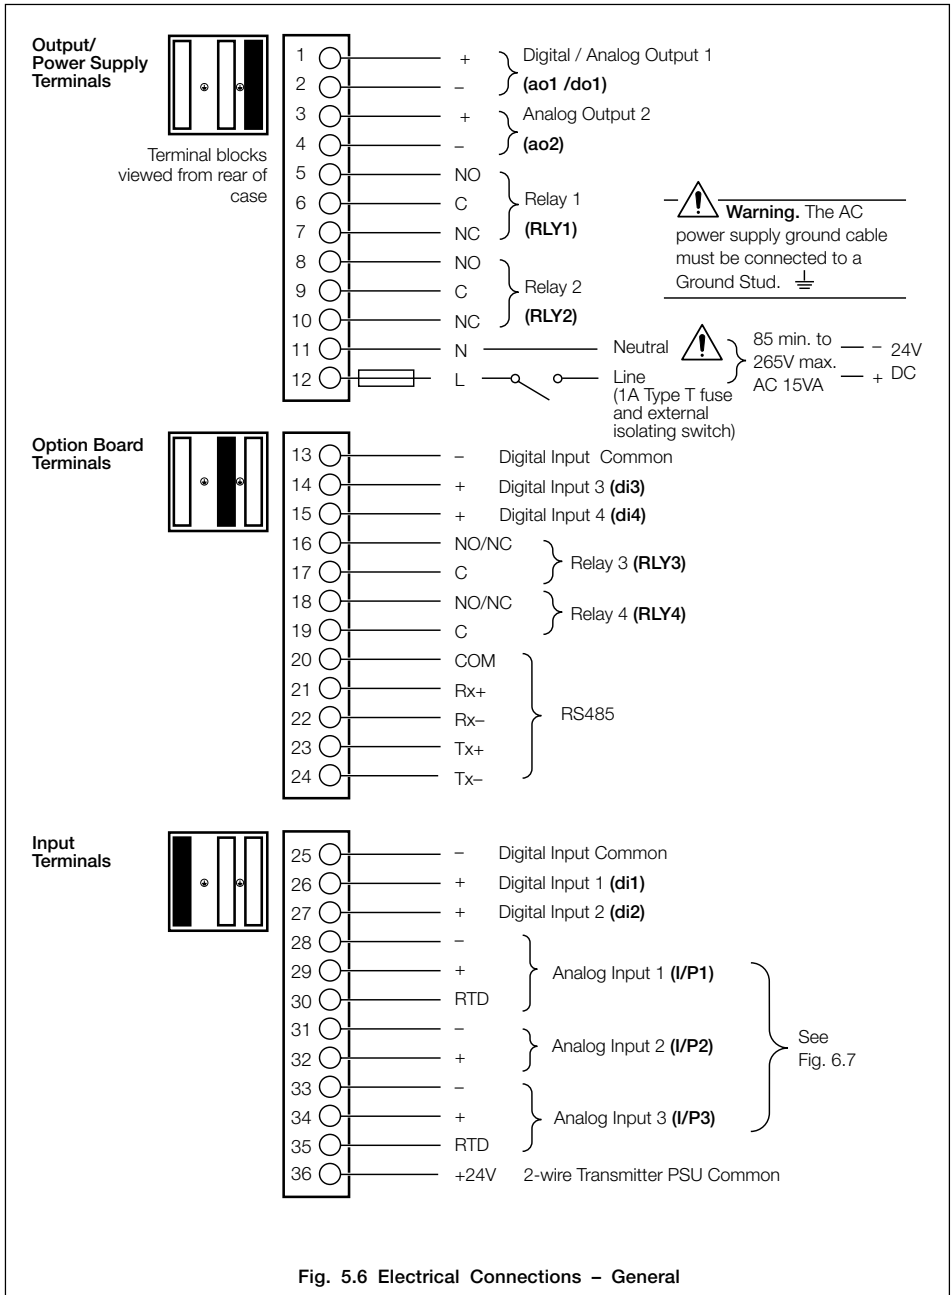 Output/
Power Supply
Terminals
Terminal blocks
viewed from rear of
case
1 + Digital / Analog Output 1
2 – (ao1 /do1)
3 + Analog Output 2
4 – (ao2)
5 NO
6 C Relay 1
7 NC (RLY1)
8 NO
9 C Relay 2
10 NC (RLY2)
11 N Neutral
12 L Line
(1A Type T fuse
and external
isolating switch)
Warning. The AC
power supply ground cable
must be connected to a
Ground Stud.
85 min. to
265V max.
AC 15VA
– 24V
+ DC
Option Board
Terminals
13 – Digital Input Common
14 + Digital Input 3 (di3)
15 + Digital Input 4 (di4)
16 NO/NC
17 C
Relay 3 (RLY3)
18 NO/NC
19 C
Relay 4 (RLY4)
20 COM
21 Rx+
22 Rx–
23 Tx+
24 Tx–
RS485
Input
Terminals
25 – Digital Input Common
26 + Digital Input 1 (di1)
27 + Digital Input 2 (di2)
28 –
29 + Analog Input 1 (I/P1)
30 RTD
31 –
32 +
Analog Input 2 (I/P2)
33 –
34 + Analog Input 3 (I/P3)
35 RTD
See
Fig. 6.7
36 +24V 2-wire Transmitter PSU Common
Fig. 5.6 Electrical Connections – General